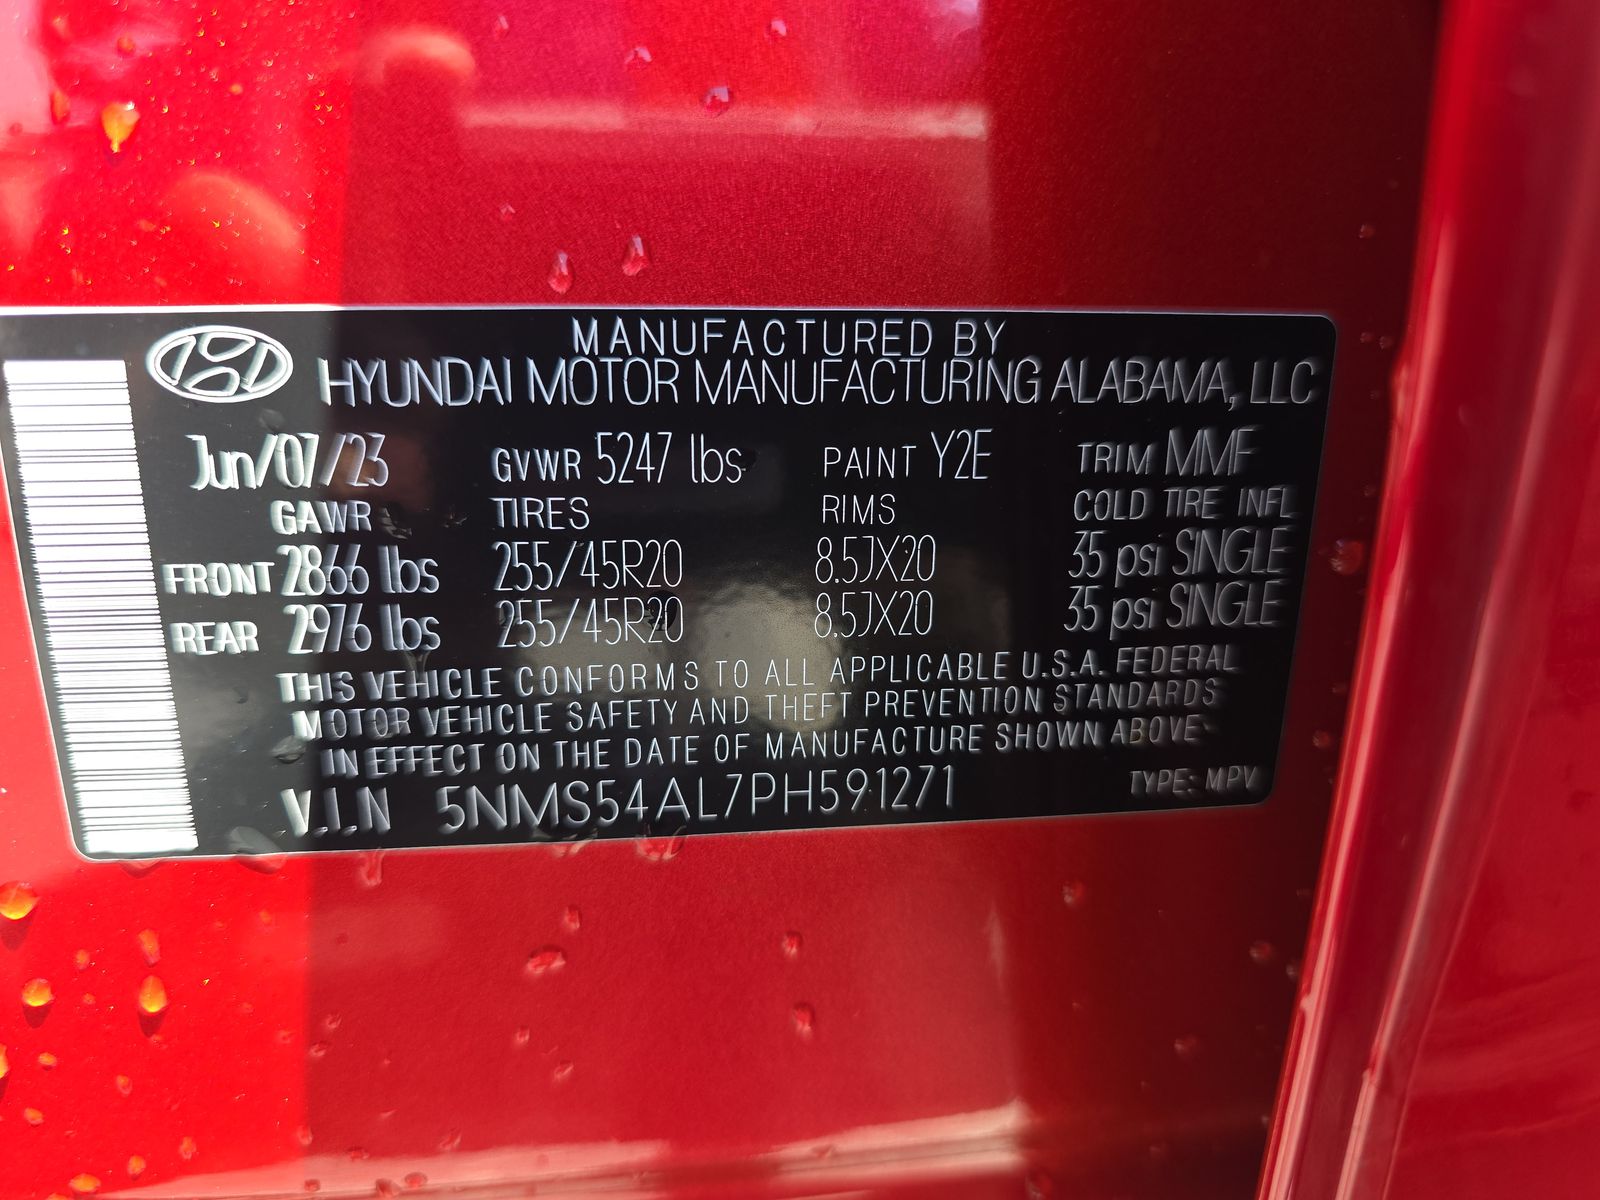 MANUFACTURED BY
HYUNDAI MOTOR MANUFACTURING ALABAMA, LLC
Jun/07/23 GVWR 5247 lbs PAINT Y2E TRIM MMF
GAWR TIRES RIMS COLD TIRE INFL
FRONT 2866 lbs 255/45R20 8.5JX20 35 psi SINGLE
REAR 2976 lbs 255/45R20 8.5JX20 35 psi SINGLE
THIS VEHICLE CONFORMS TO ALL APPLICABLE U.S.A. FEDERAL
MOTOR VEHICLE SAFETY AND THEFT PREVENTION STANDARDS
IN EFFECT ON THE DATE OF MANUFACTURE SHOWN ABOVE
V.I.N 5NMS54AL7PH591271 TYPE: MPV